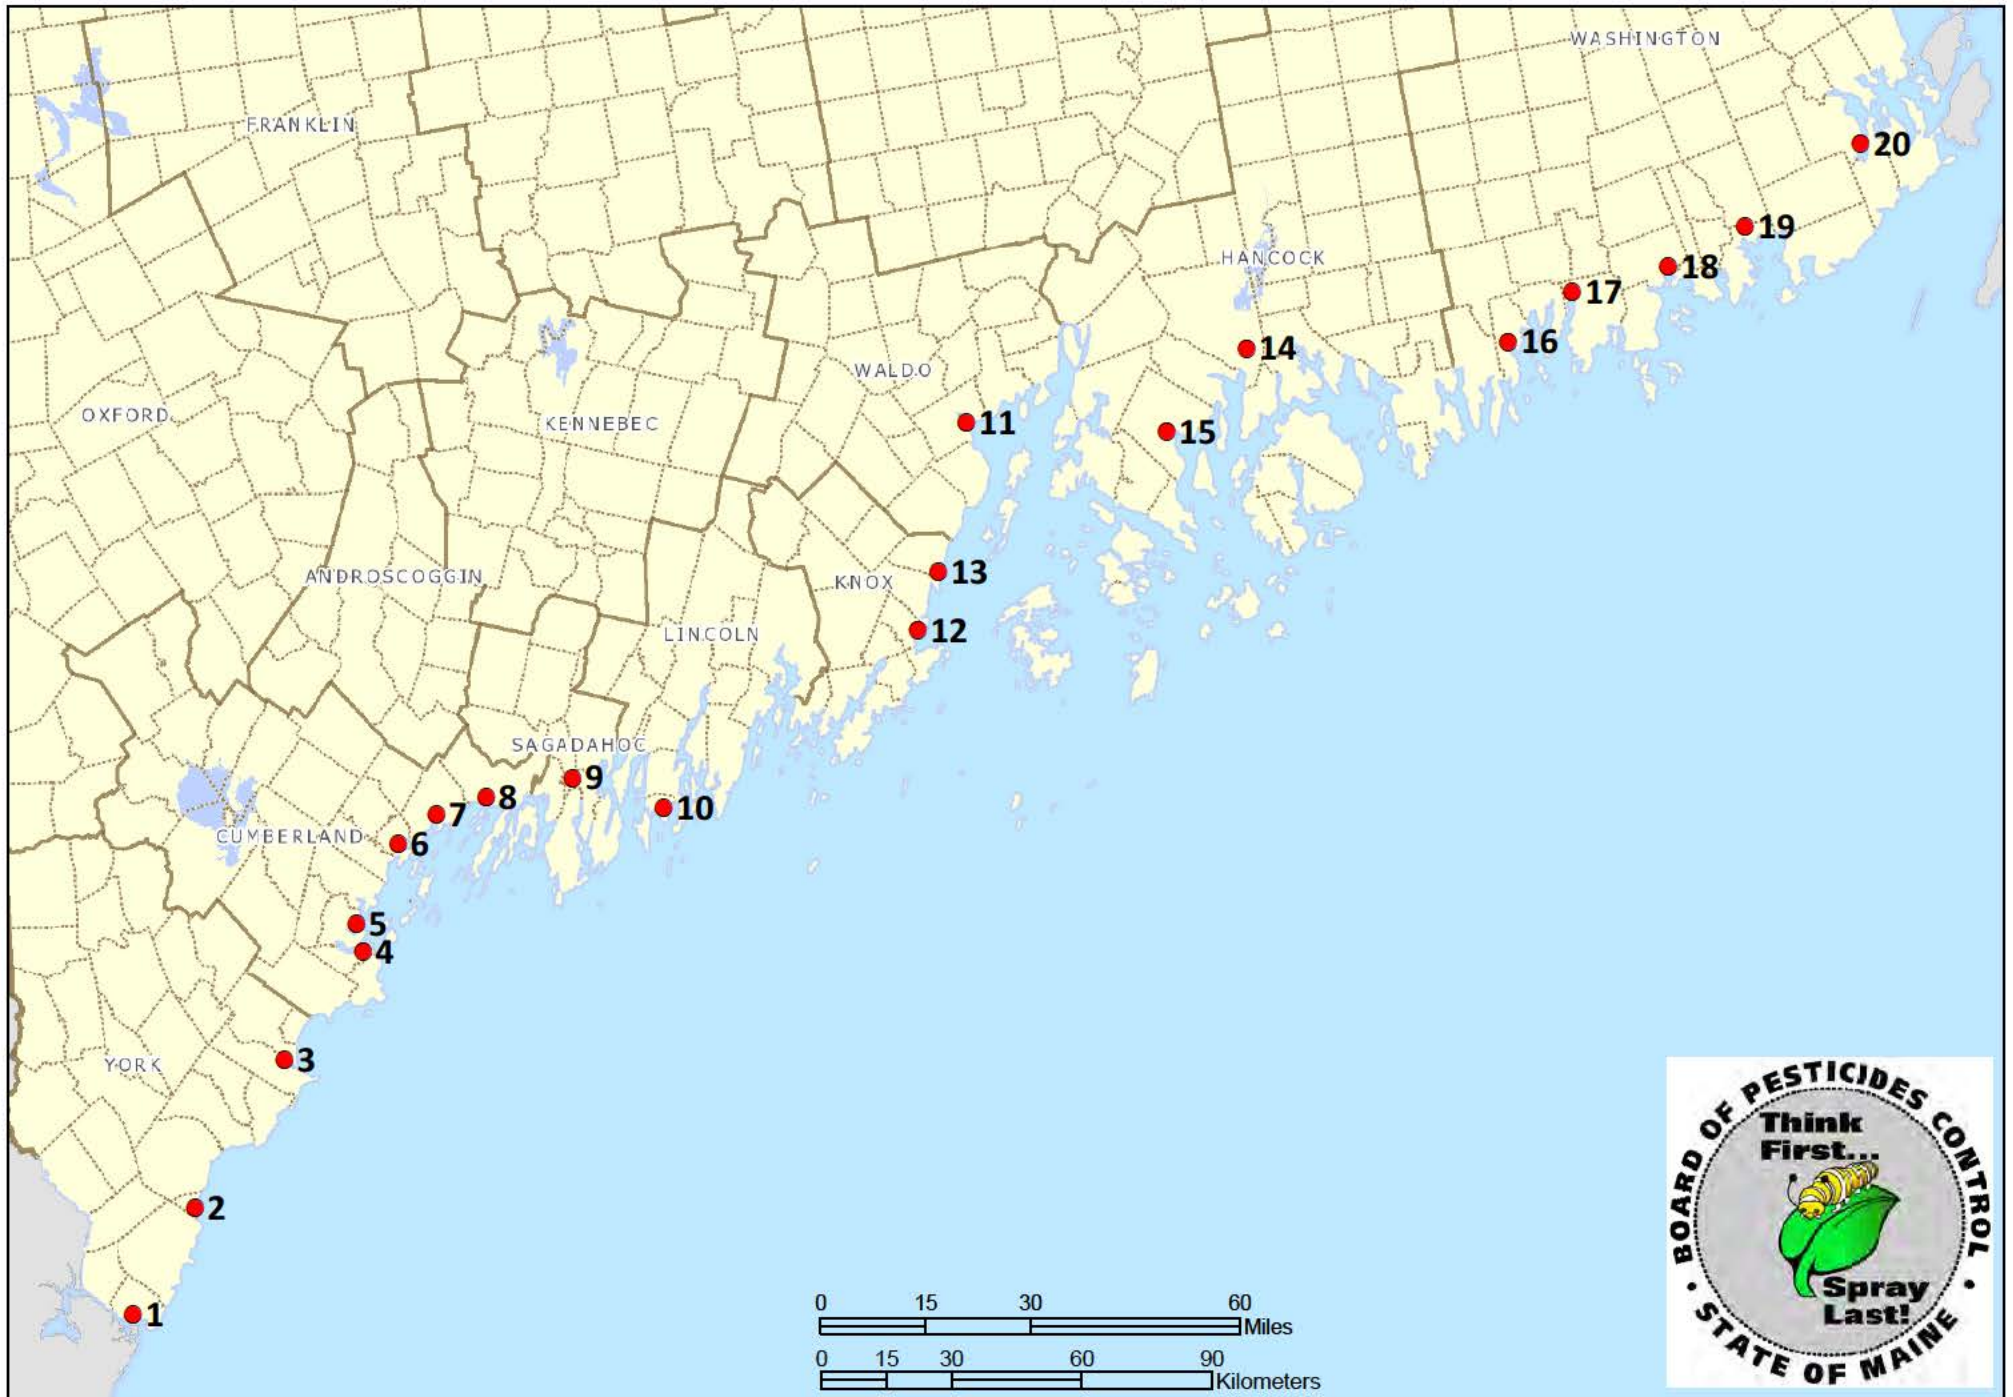 WASHINGTON
FRANKLIN
20
19
HANCOCK
18
17
16
14
WALDO
OXFORD
KENNEBEC
11
15
ANDROSCOGGIN
KNOX
13
12
LINCOLN
SAGADAHOC
9
8
10
7
CUMBERLAND
6
5
4
3
YORK
2
1
0 15 30 60
Miles
0 15 30 60 90
Kilometers
BOARD OF PESTICIDES CONTROL
Think
First...
Spray
Last!
• STATE OF MAINE •